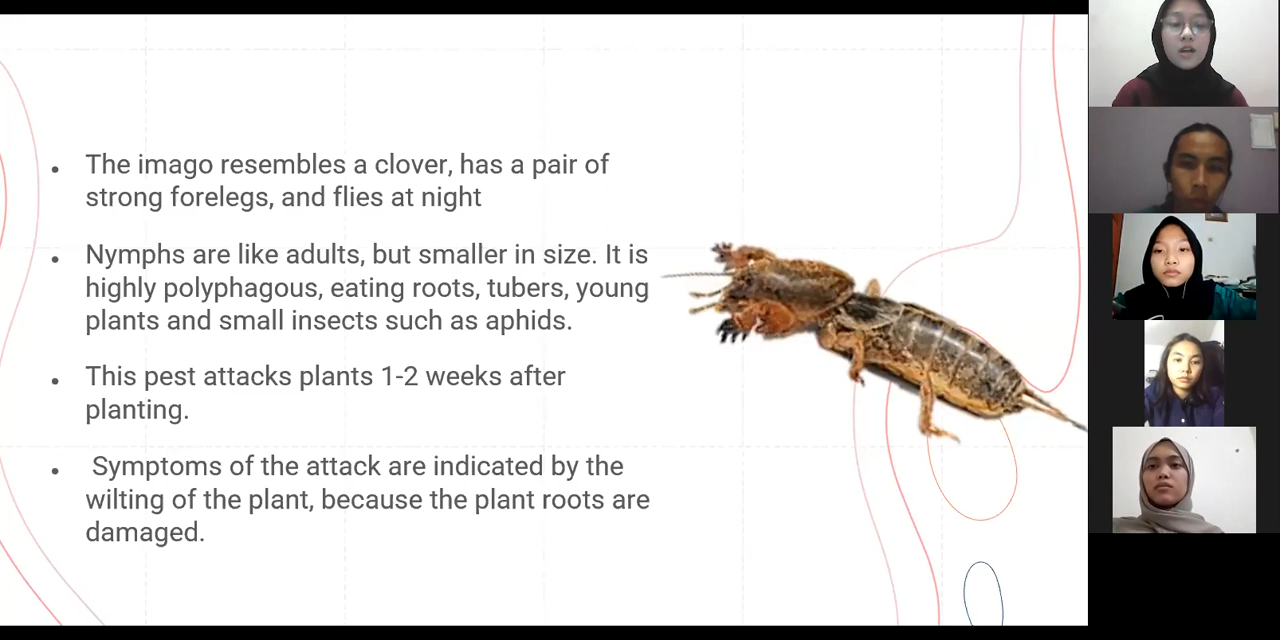 • The imago resembles a clover, has a pair of
strong forelegs, and flies at night
• Nymphs are like adults, but smaller in size. It is
highly polyphagous, eating roots, tubers, young
plants and small insects such as aphids.
• This pest attacks plants 1-2 weeks after
planting.
• Symptoms of the attack are indicated by the
wilting of the plant, because the plant roots are
damaged.